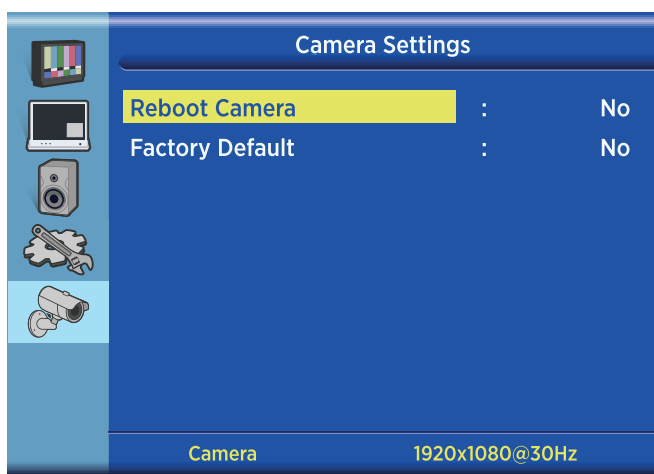 Camera Settings
Reboot Camera : No
Factory Default : No
Camera 1920x1080@30Hz